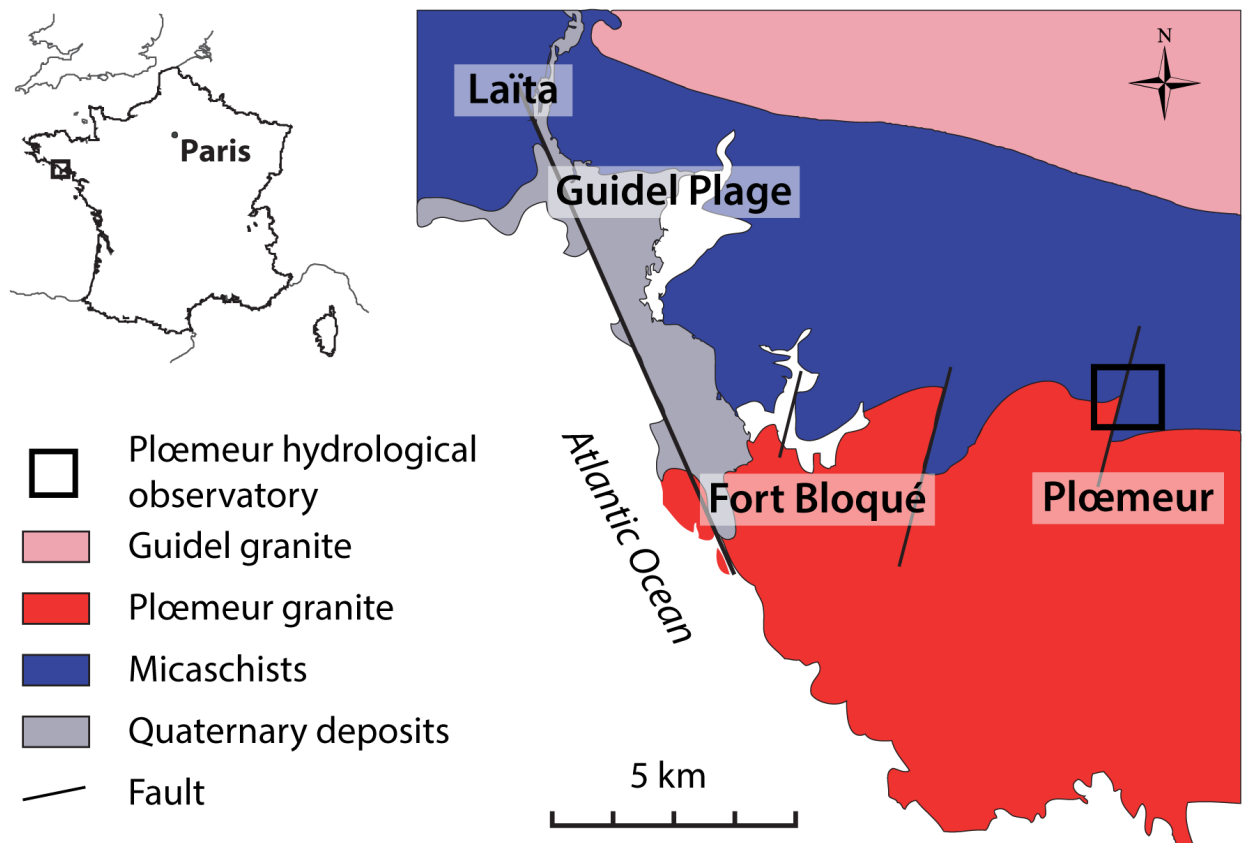 Paris
N
Laïta
Guidel Plage
Fort Bloqué
Plœmeur
Atlantic Ocean
Plœmeur hydrological
observatory
Guidel granite
Plœmeur granite
Micaschists
Quaternary deposits
Fault
5 km